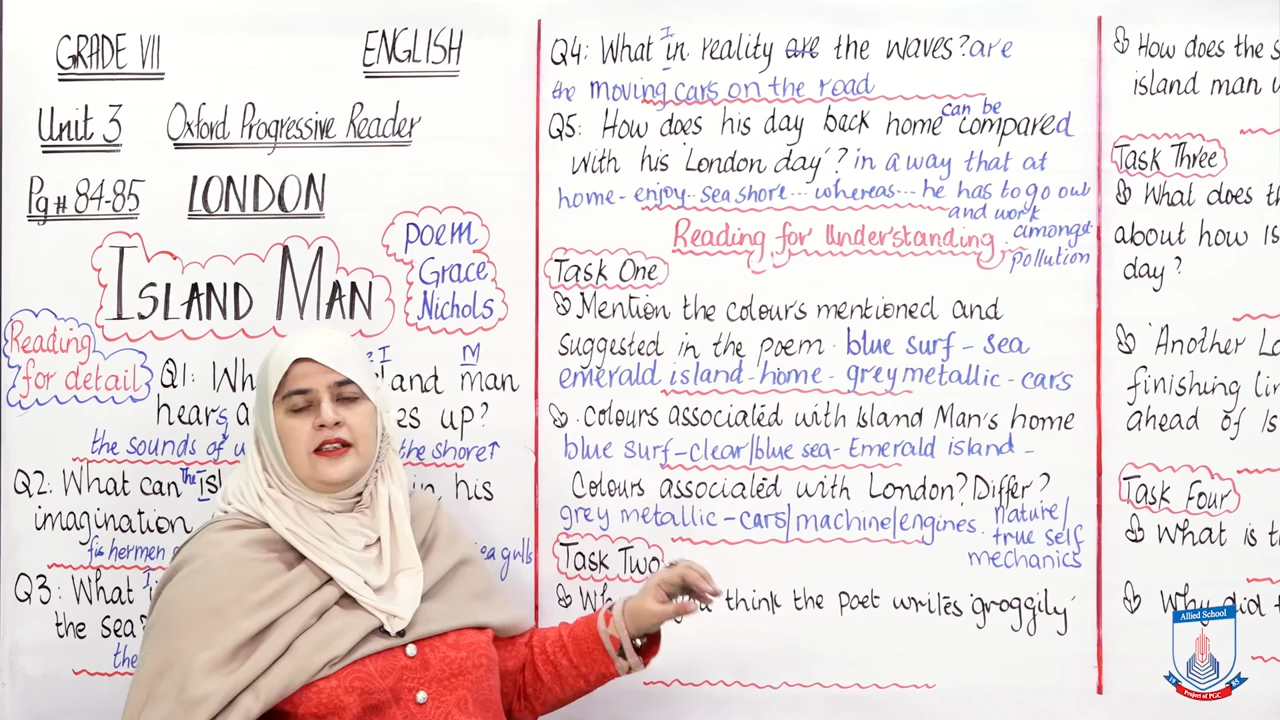 GRADE VII ENGLISH
Unit 3 Oxford Progressive Reader
Pg# 84-85 LONDON
ISLAND MAN
poem
Grace
Nichols
Reading
for detail
Q1: Wh and man
I M
hears a es up?
the sounds of the shore↑
Q2: What can The isl in his
imagination
fishermen sea gulls
Q3: What
the sea?
the
Q4: What in reality are the waves? are
I
the moving cars on the road
Q5: How does his day back home can be compared
with his 'London day'? in a way that at
home - enjoy.. sea shore... whereas... he has to go out
and work
amongst
pollution
Reading for Understanding
Task One
Mention the colours mentioned and
suggested in the poem. blue surf - sea
emerald island - home - grey metallic - cars
Colours associated with Island Man's home
blue surf - clear/blue sea - Emerald island -
Colours associated with London? Differ?
grey metallic - cars/machine/engines. nature/
true self
mechanics
Task Two
think the poet writes 'groggily'
How does the s
island man
Task Three
What does th
about how is
day?
'Another Lo
finishing lin
ahead of Is
Task Four
What is t
Why did
Allied School
1985
Project of PGC